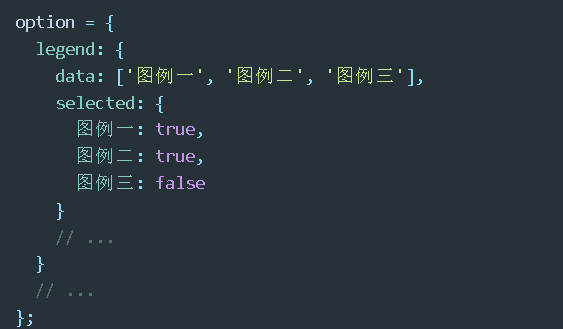 option = {
  legend: {
    data: ['图例一', '图例二', '图例三'],
    selected: {
      图例一: true,
      图例二: true,
      图例三: false
    }
    // ...
  }
  // ...
};